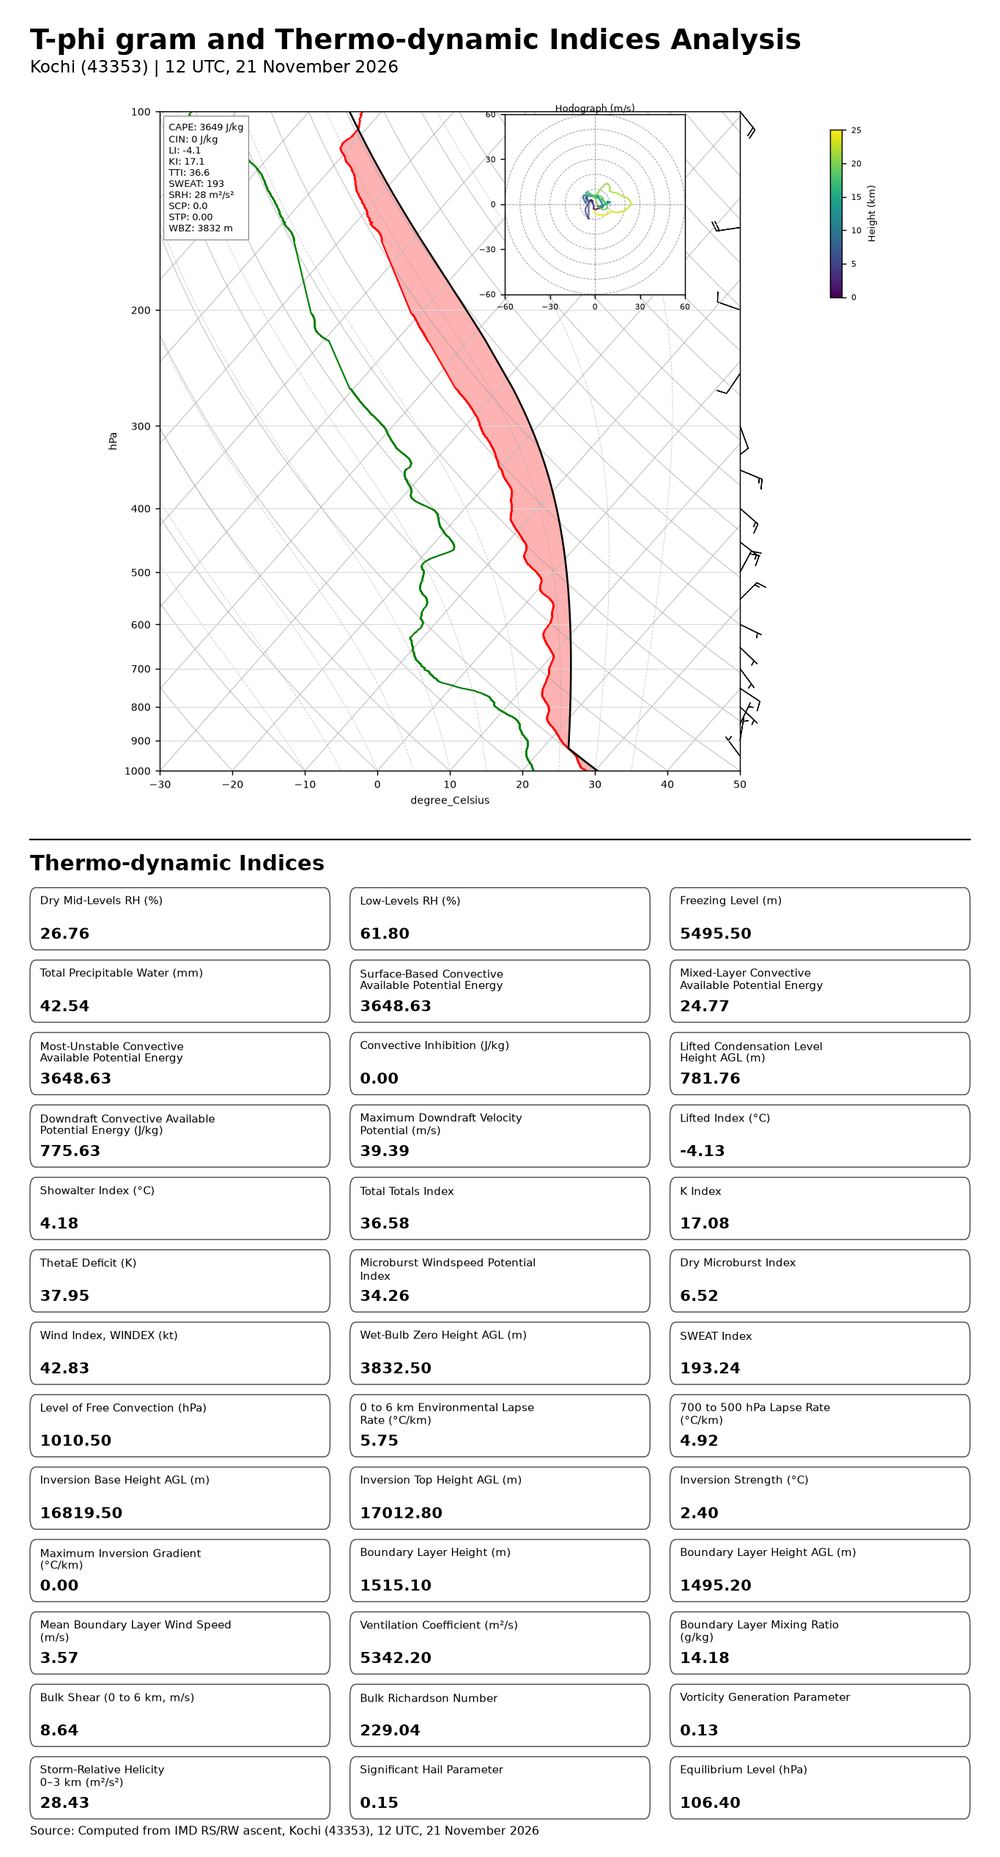 T-phi gram and Thermo-dynamic Indices Analysis
Kochi (43353) | 12 UTC, 21 November 2026
Hodograph (m/s)
CAPE: 3649 J/kg
CIN: 0 J/kg
LI: -4.1
KI: 17.1
TTI: 36.6
SWEAT: 193
SRH: 28 m²/s²
SCP: 0.0
STP: 0.00
WBZ: 3832 m
60
30
0
−30
−60
−60 −30 0 30 60
25
20
15
10
5
0
Height (km)
100
200
300
400
500
600
700
800
900
1000
hPa
−30 −20 −10 0 10 20 30 40 50
degree_Celsius
Thermo-dynamic Indices
Dry Mid-Levels RH (%)
26.76
Low-Levels RH (%)
61.80
Freezing Level (m)
5495.50
Total Precipitable Water (mm)
42.54
Surface-Based Convective
Available Potential Energy
3648.63
Mixed-Layer Convective
Available Potential Energy
24.77
Most-Unstable Convective
Available Potential Energy
3648.63
Convective Inhibition (J/kg)
0.00
Lifted Condensation Level
Height AGL (m)
781.76
Downdraft Convective Available
Potential Energy (J/kg)
775.63
Maximum Downdraft Velocity
Potential (m/s)
39.39
Lifted Index (°C)
-4.13
Showalter Index (°C)
4.18
Total Totals Index
36.58
K Index
17.08
ThetaE Deficit (K)
37.95
Microburst Windspeed Potential
Index
34.26
Dry Microburst Index
6.52
Wind Index, WINDEX (kt)
42.83
Wet-Bulb Zero Height AGL (m)
3832.50
SWEAT Index
193.24
Level of Free Convection (hPa)
1010.50
0 to 6 km Environmental Lapse
Rate (°C/km)
5.75
700 to 500 hPa Lapse Rate
(°C/km)
4.92
Inversion Base Height AGL (m)
16819.50
Inversion Top Height AGL (m)
17012.80
Inversion Strength (°C)
2.40
Maximum Inversion Gradient
(°C/km)
0.00
Boundary Layer Height (m)
1515.10
Boundary Layer Height AGL (m)
1495.20
Mean Boundary Layer Wind Speed
(m/s)
3.57
Ventilation Coefficient (m²/s)
5342.20
Boundary Layer Mixing Ratio
(g/kg)
14.18
Bulk Shear (0 to 6 km, m/s)
8.64
Bulk Richardson Number
229.04
Vorticity Generation Parameter
0.13
Storm-Relative Helicity
0–3 km (m²/s²)
28.43
Significant Hail Parameter
0.15
Equilibrium Level (hPa)
106.40
Source: Computed from IMD RS/RW ascent, Kochi (43353), 12 UTC, 21 November 2026